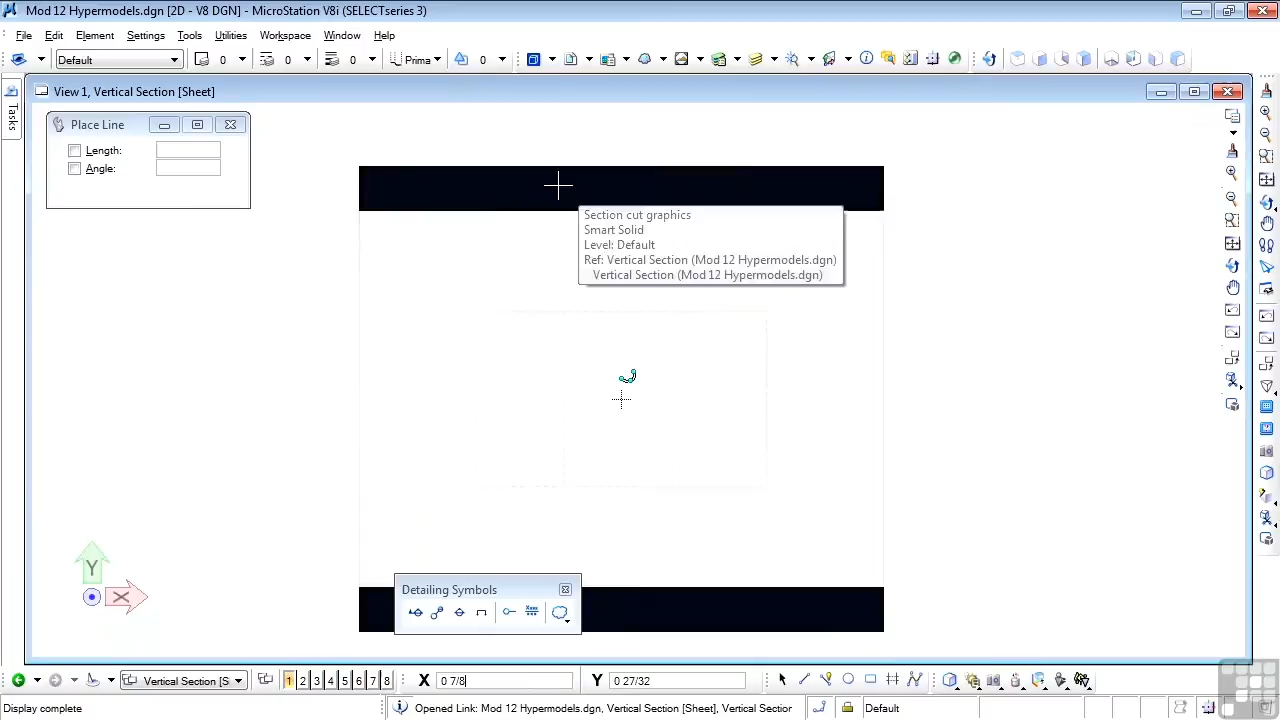 Mod 12 Hypermodels.dgn [2D - V8 DGN] - MicroStation V8i (SELECTseries 3)
File Edit Element Settings Tools Utilities Workspace Window Help
Default 0 0 0 Prima 0
View 1, Vertical Section [Sheet]
Tasks
Place Line
Length:
Angle:
Section cut graphics
Smart Solid
Level: Default
Ref: Vertical Section (Mod 12 Hypermodels.dgn)
Vertical Section (Mod 12 Hypermodels.dgn)
Y
X
Detailing Symbols
Vertical Section [S 1 2 3 4 5 6 7 8 X 0 7/8 Y 0 27/32
Display complete Opened Link: Mod 12 Hypermodels.dgn, Vertical Section [Sheet], Vertical Section Default